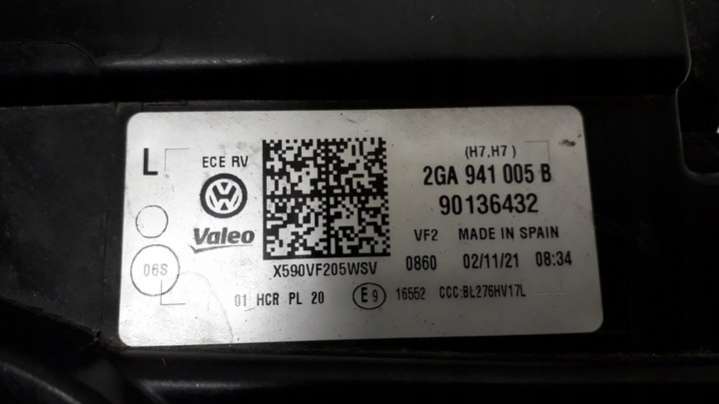 L
ECE RV
(H7.H7)
2GA 941 005 B
90136432
Valeo
VF2 MADE IN SPAIN
X590VF205WSV
0860 02/11/21 08:34
06S
01 HCR PL 20
E9
16552 CCC:BL276HV17L